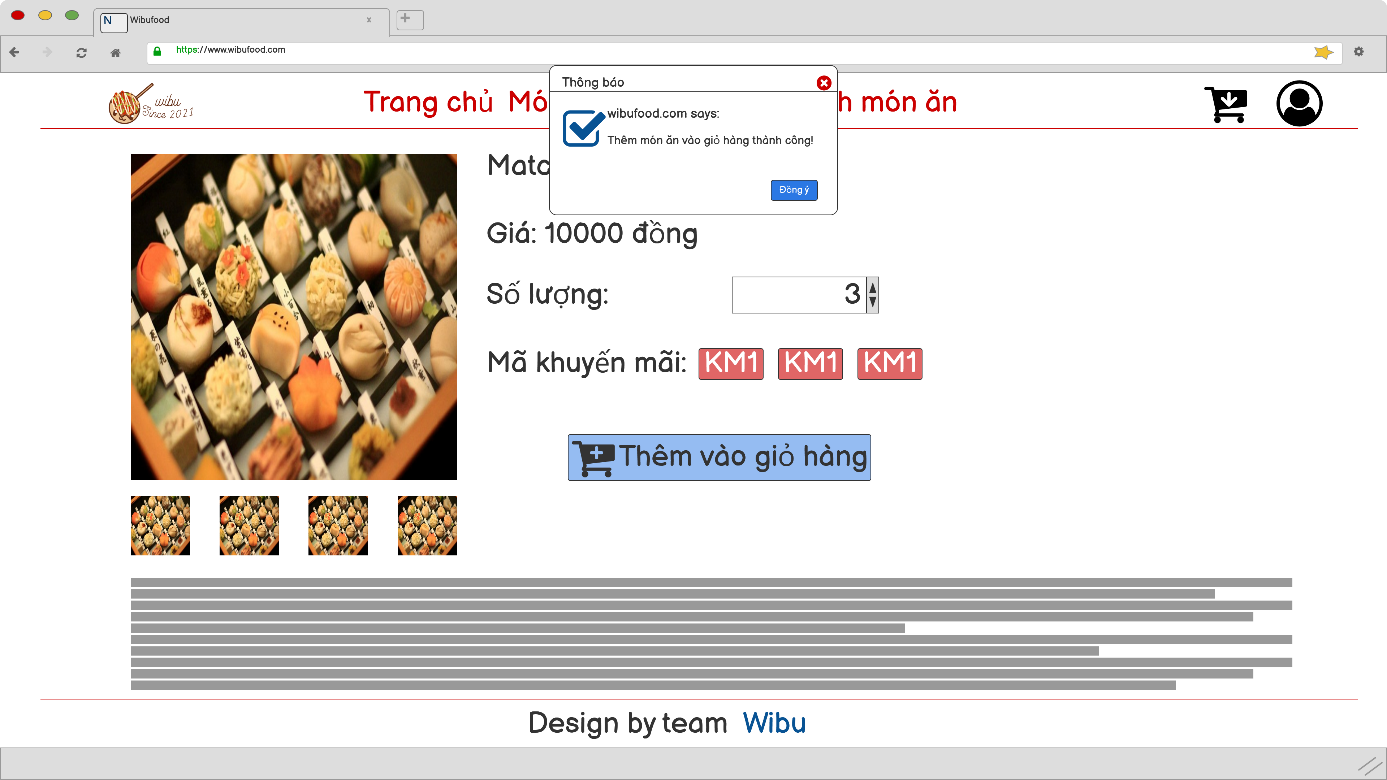 N Wibufood x
https://www.wibufood.com
Thông báo
wibu
Since 2021
Trang chủ Mó h món ăn
wibufood.com says:
Thêm món ăn vào giỏ hàng thành công!
Đồng ý
Matc
Giá: 10000 đồng
Số lượng: 3
Mã khuyến mãi: KM1 KM1 KM1
Thêm vào giỏ hàng
Design by team Wibu